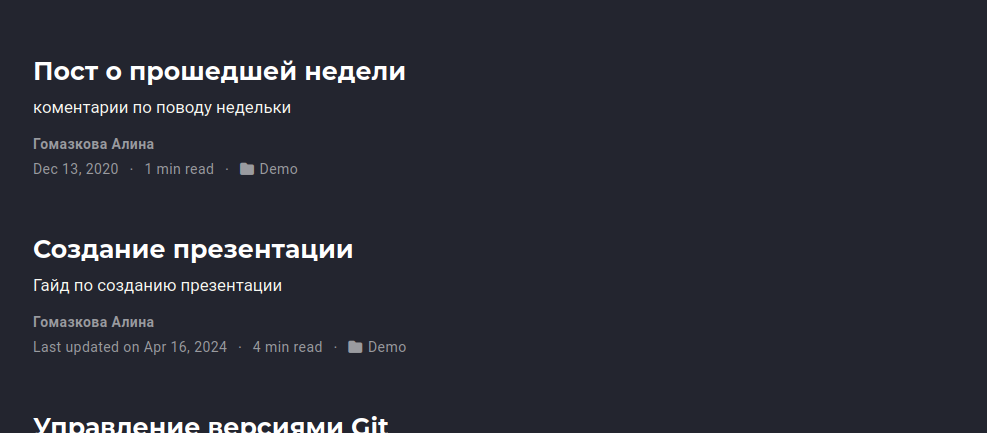 Пост о прошедшей недели
коментарии по поводу недельки
Гомазкова Алина
Dec 13, 2020 · 1 min read · Demo
Создание презентации
Гайд по созданию презентации
Гомазкова Алина
Last updated on Apr 16, 2024 · 4 min read · Demo
Управление версиями Git